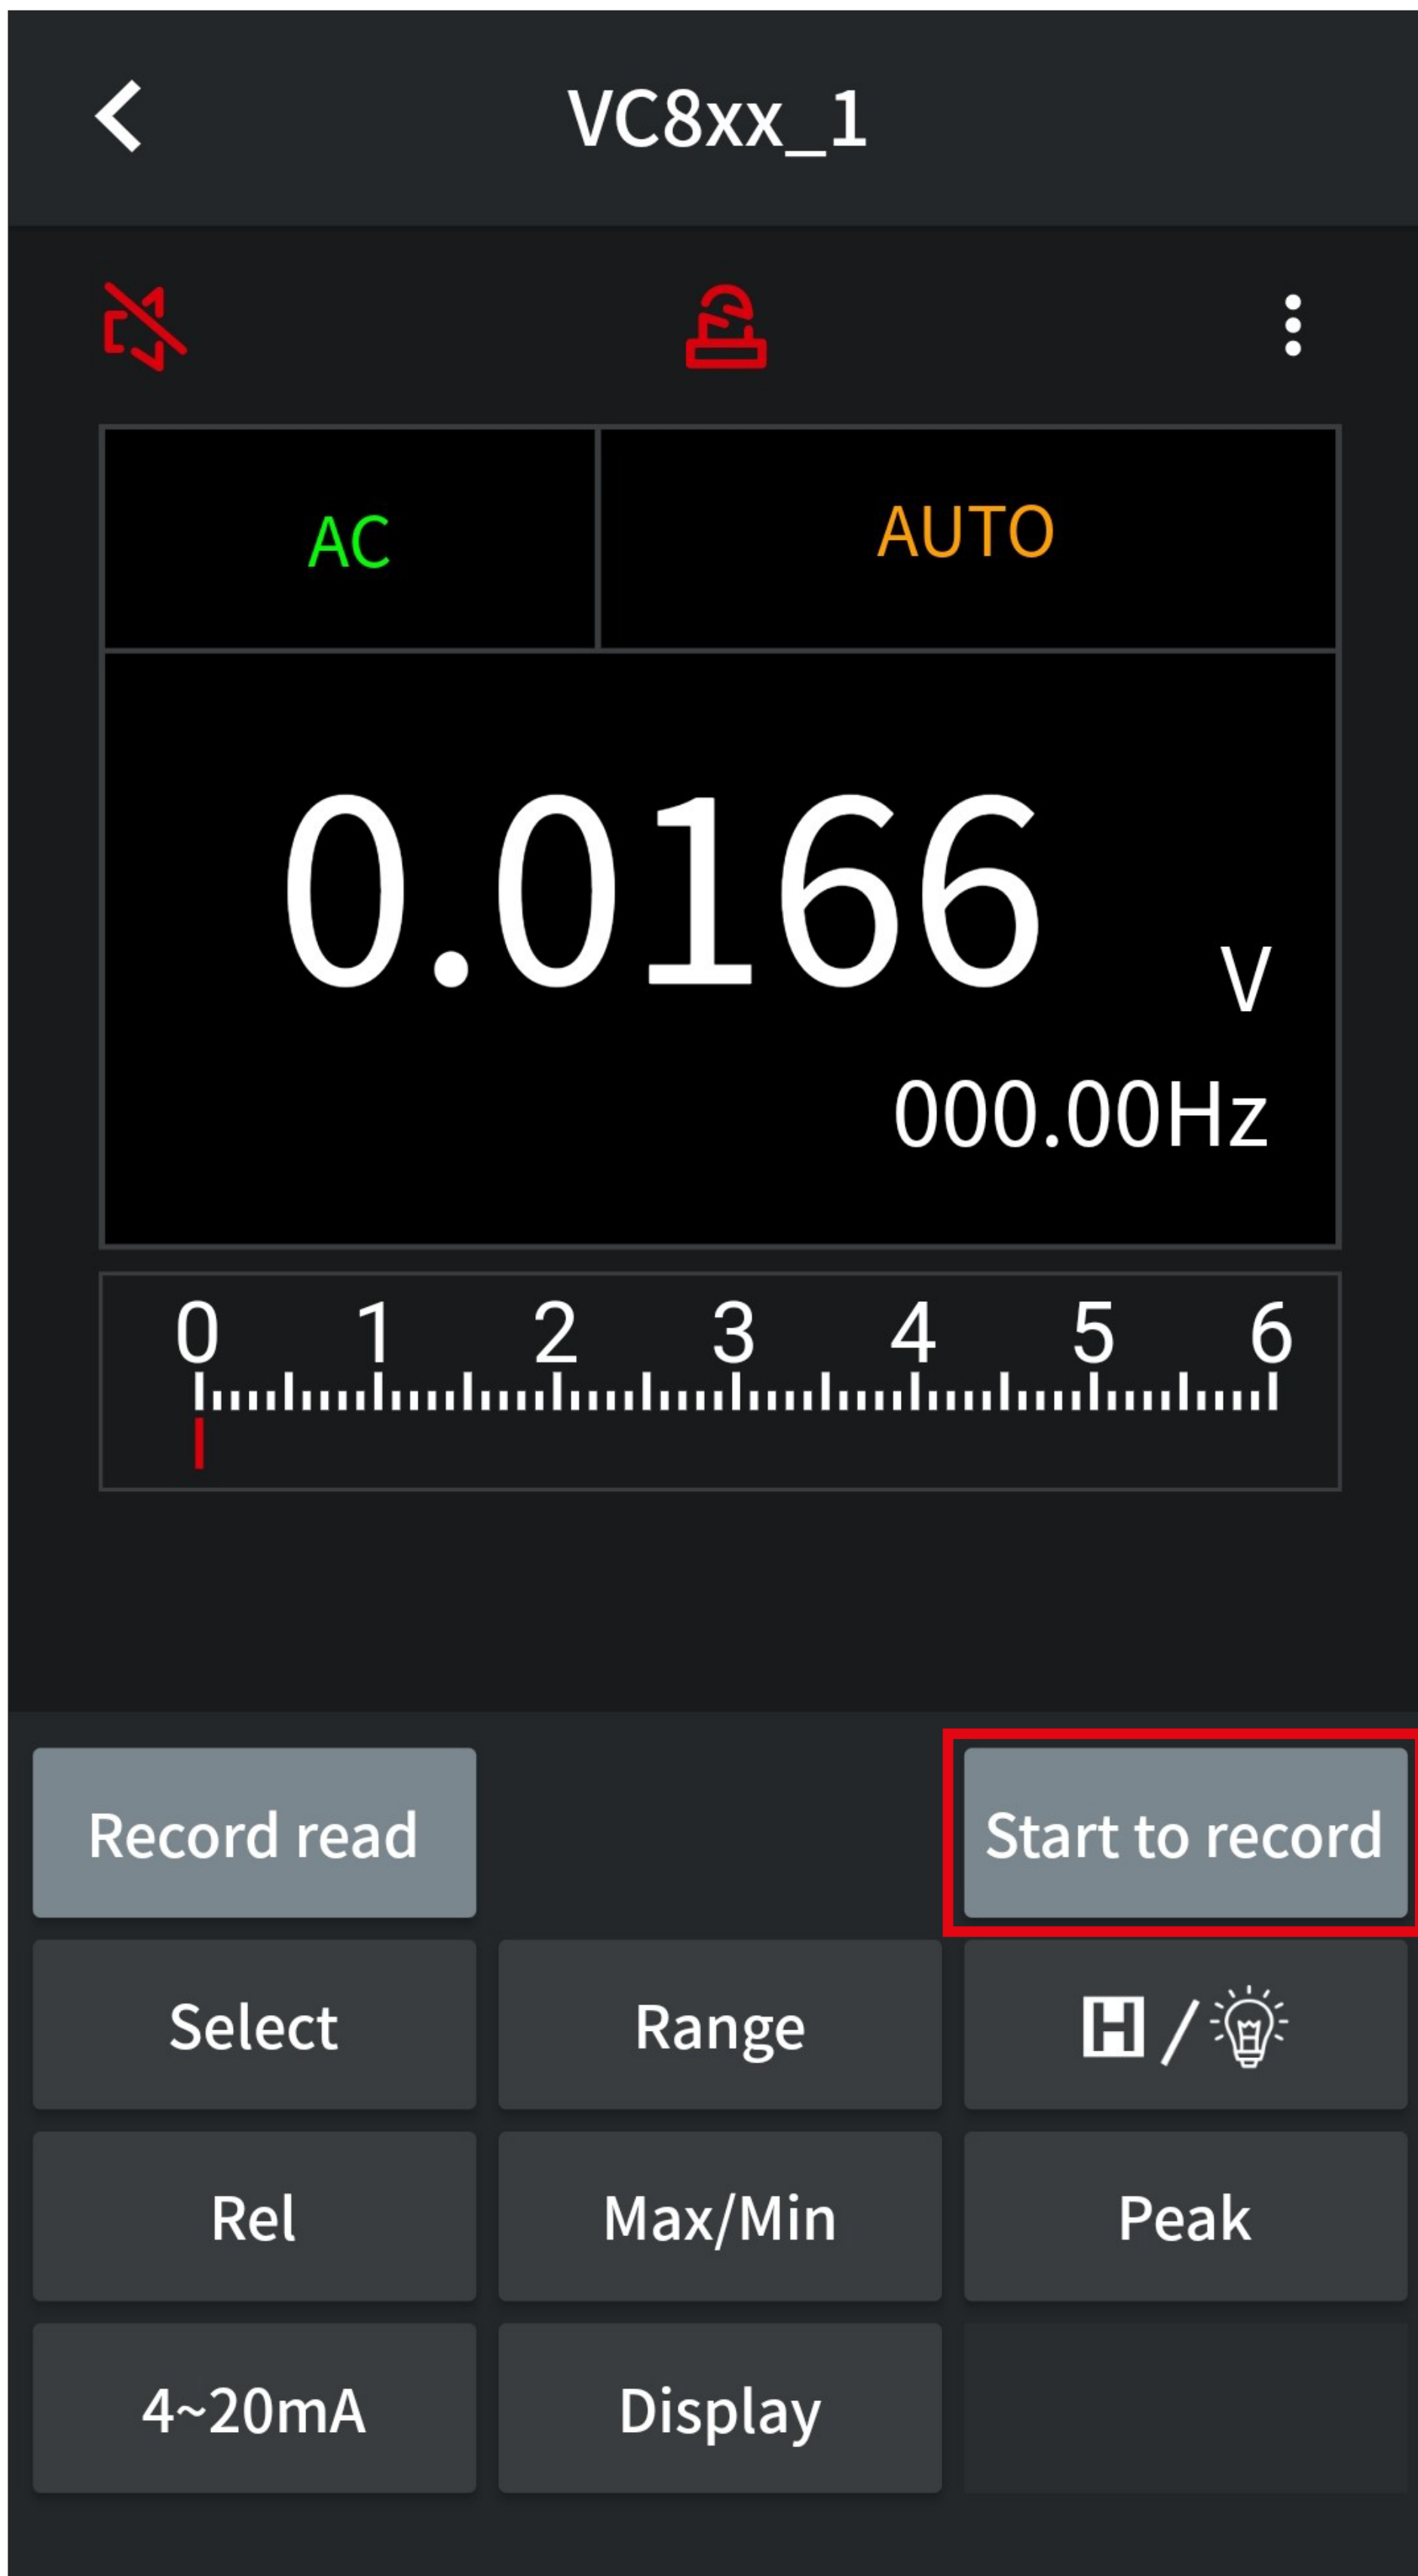 VC8xx_1
AC
AUTO
0.0166 V
000.00Hz
0 1 2 3 4 5 6
Record read
Start to record
Select
Range
H/
Rel
Max/Min
Peak
4~20mA
Display